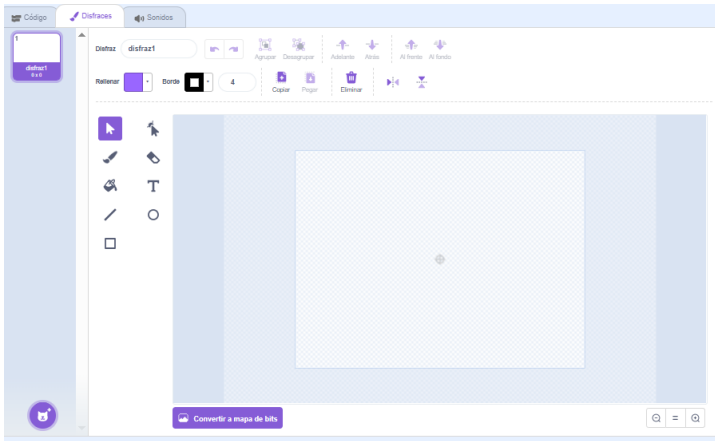 Código
Disfraces
Sonidos
1
disfraz1
0 x 0
Disfraz
disfraz1
Agrupar
Desagrupar
Adelante
Atrás
Al frente
Al fondo
Rellenar
Borde
4
Copiar
Pegar
Eliminar
T
Convertir a mapa de bits